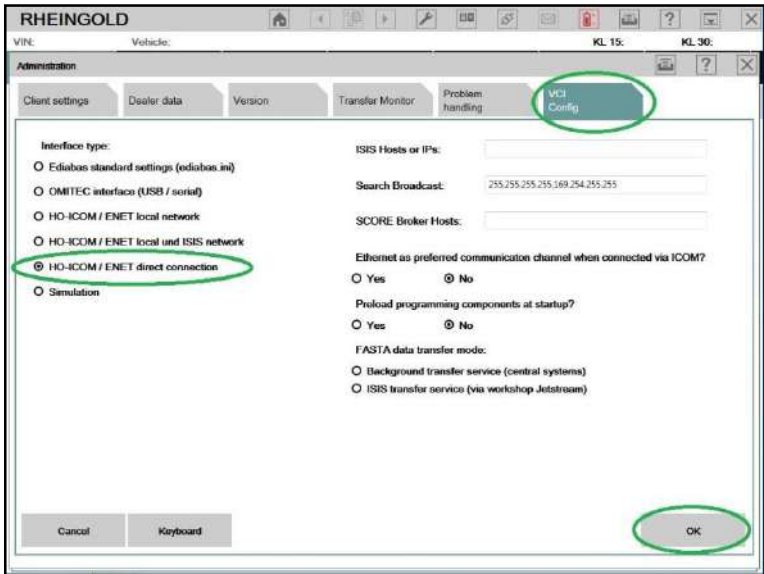 RHEINGOLD
VIN: Vehicle: KL 15: KL 30:
Administration
Client settings
Dealer data
Version
Transfer Monitor
Problem
handling
VCI
Config
Interface type:
Ediabas standard settings (ediabas.ini)
OMITEC interface (USB / serial)
HO-ICOM / ENET local network
HO-ICOM / ENET local und ISIS network
HO-ICOM / ENET direct connection
Simulation
ISIS Hosts or IPs:
Search Broadcast: 255.255.255.255,169.254.255.255
SCORE Broker Hosts:
Ethernet as preferred communicaton channel when connected via ICOM?
Yes No
Preload programming components at startup?
Yes No
FASTA data transfer mode:
Background transfer service (central systems)
ISIS transfer service (via workshop Jetstream)
Cancel Keyboard OK